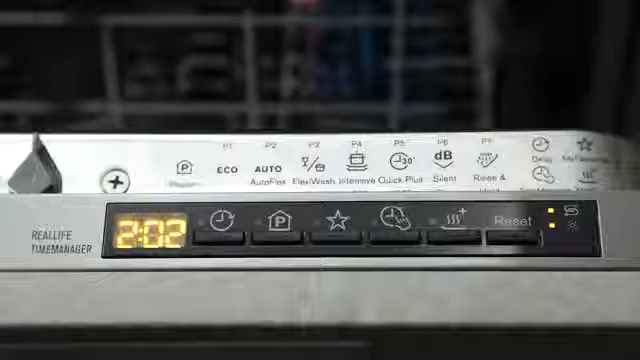 P1 P2 P3 P4 P5 P6 P7
P ECO AUTO 30' dB
AutoFlex FlexiWash Intensive Quick Plus Silent Rinse &
Delay
REALLIFE
TIMEMANAGER
2:02
P
Reset
S